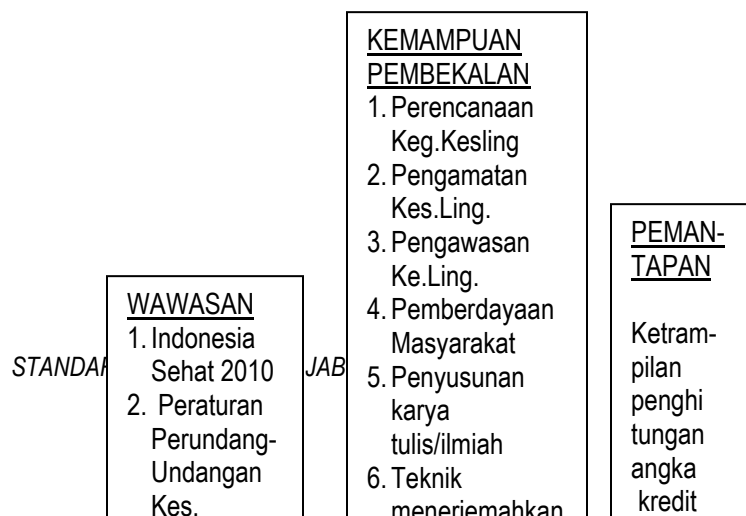 KEMAMPUAN
PEMBEKALAN
1. Perencanaan
Keg.Kesling
2. Pengamatan
Kes.Ling.
3. Pengawasan
Ke.Ling.
4. Pemberdayaan
Masyarakat
5. Penyusunan
karya
tulis/ilmiah
6. Teknik
menerjemahkan
PEMAN-
TAPAN
Ketram-
pilan
penghi
tungan
angka
kredit
WAWASAN
1. Indonesia
Sehat 2010
2. Peraturan
Perundang-
Undangan
Kes.